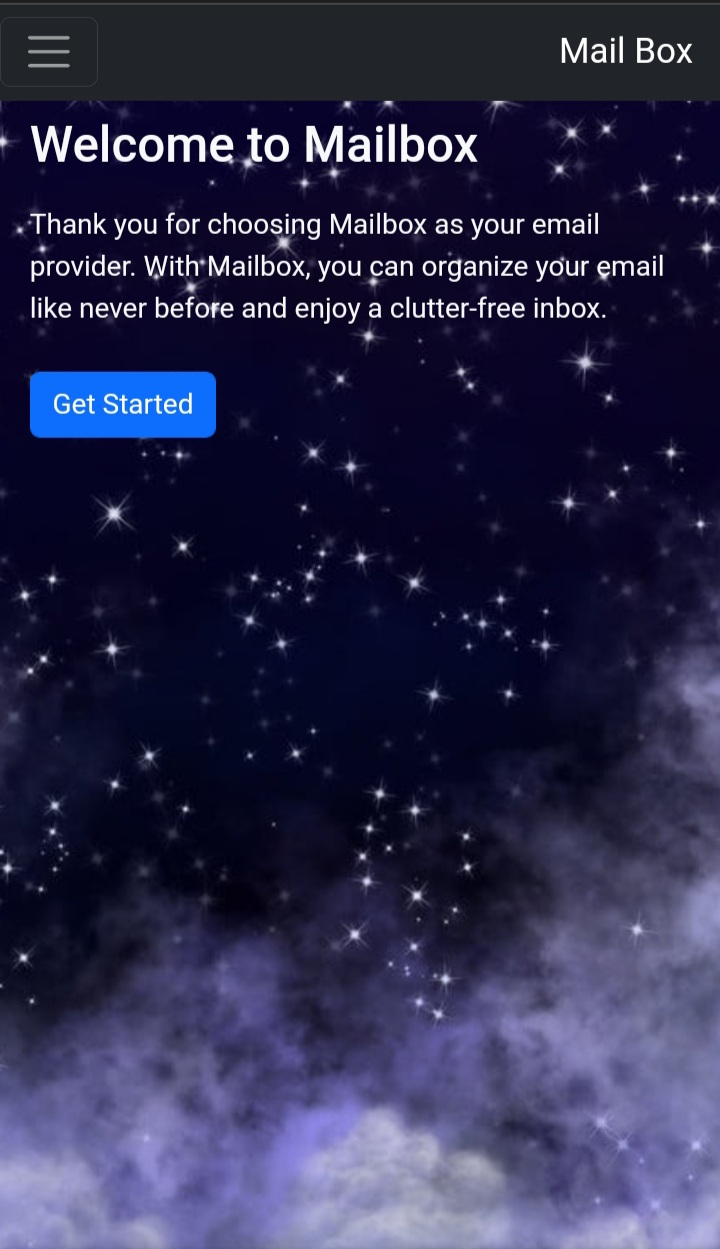 Mail Box
Welcome to Mailbox
Thank you for choosing Mailbox as your email
provider. With Mailbox, you can organize your email
like never before and enjoy a clutter-free inbox.
Get Started